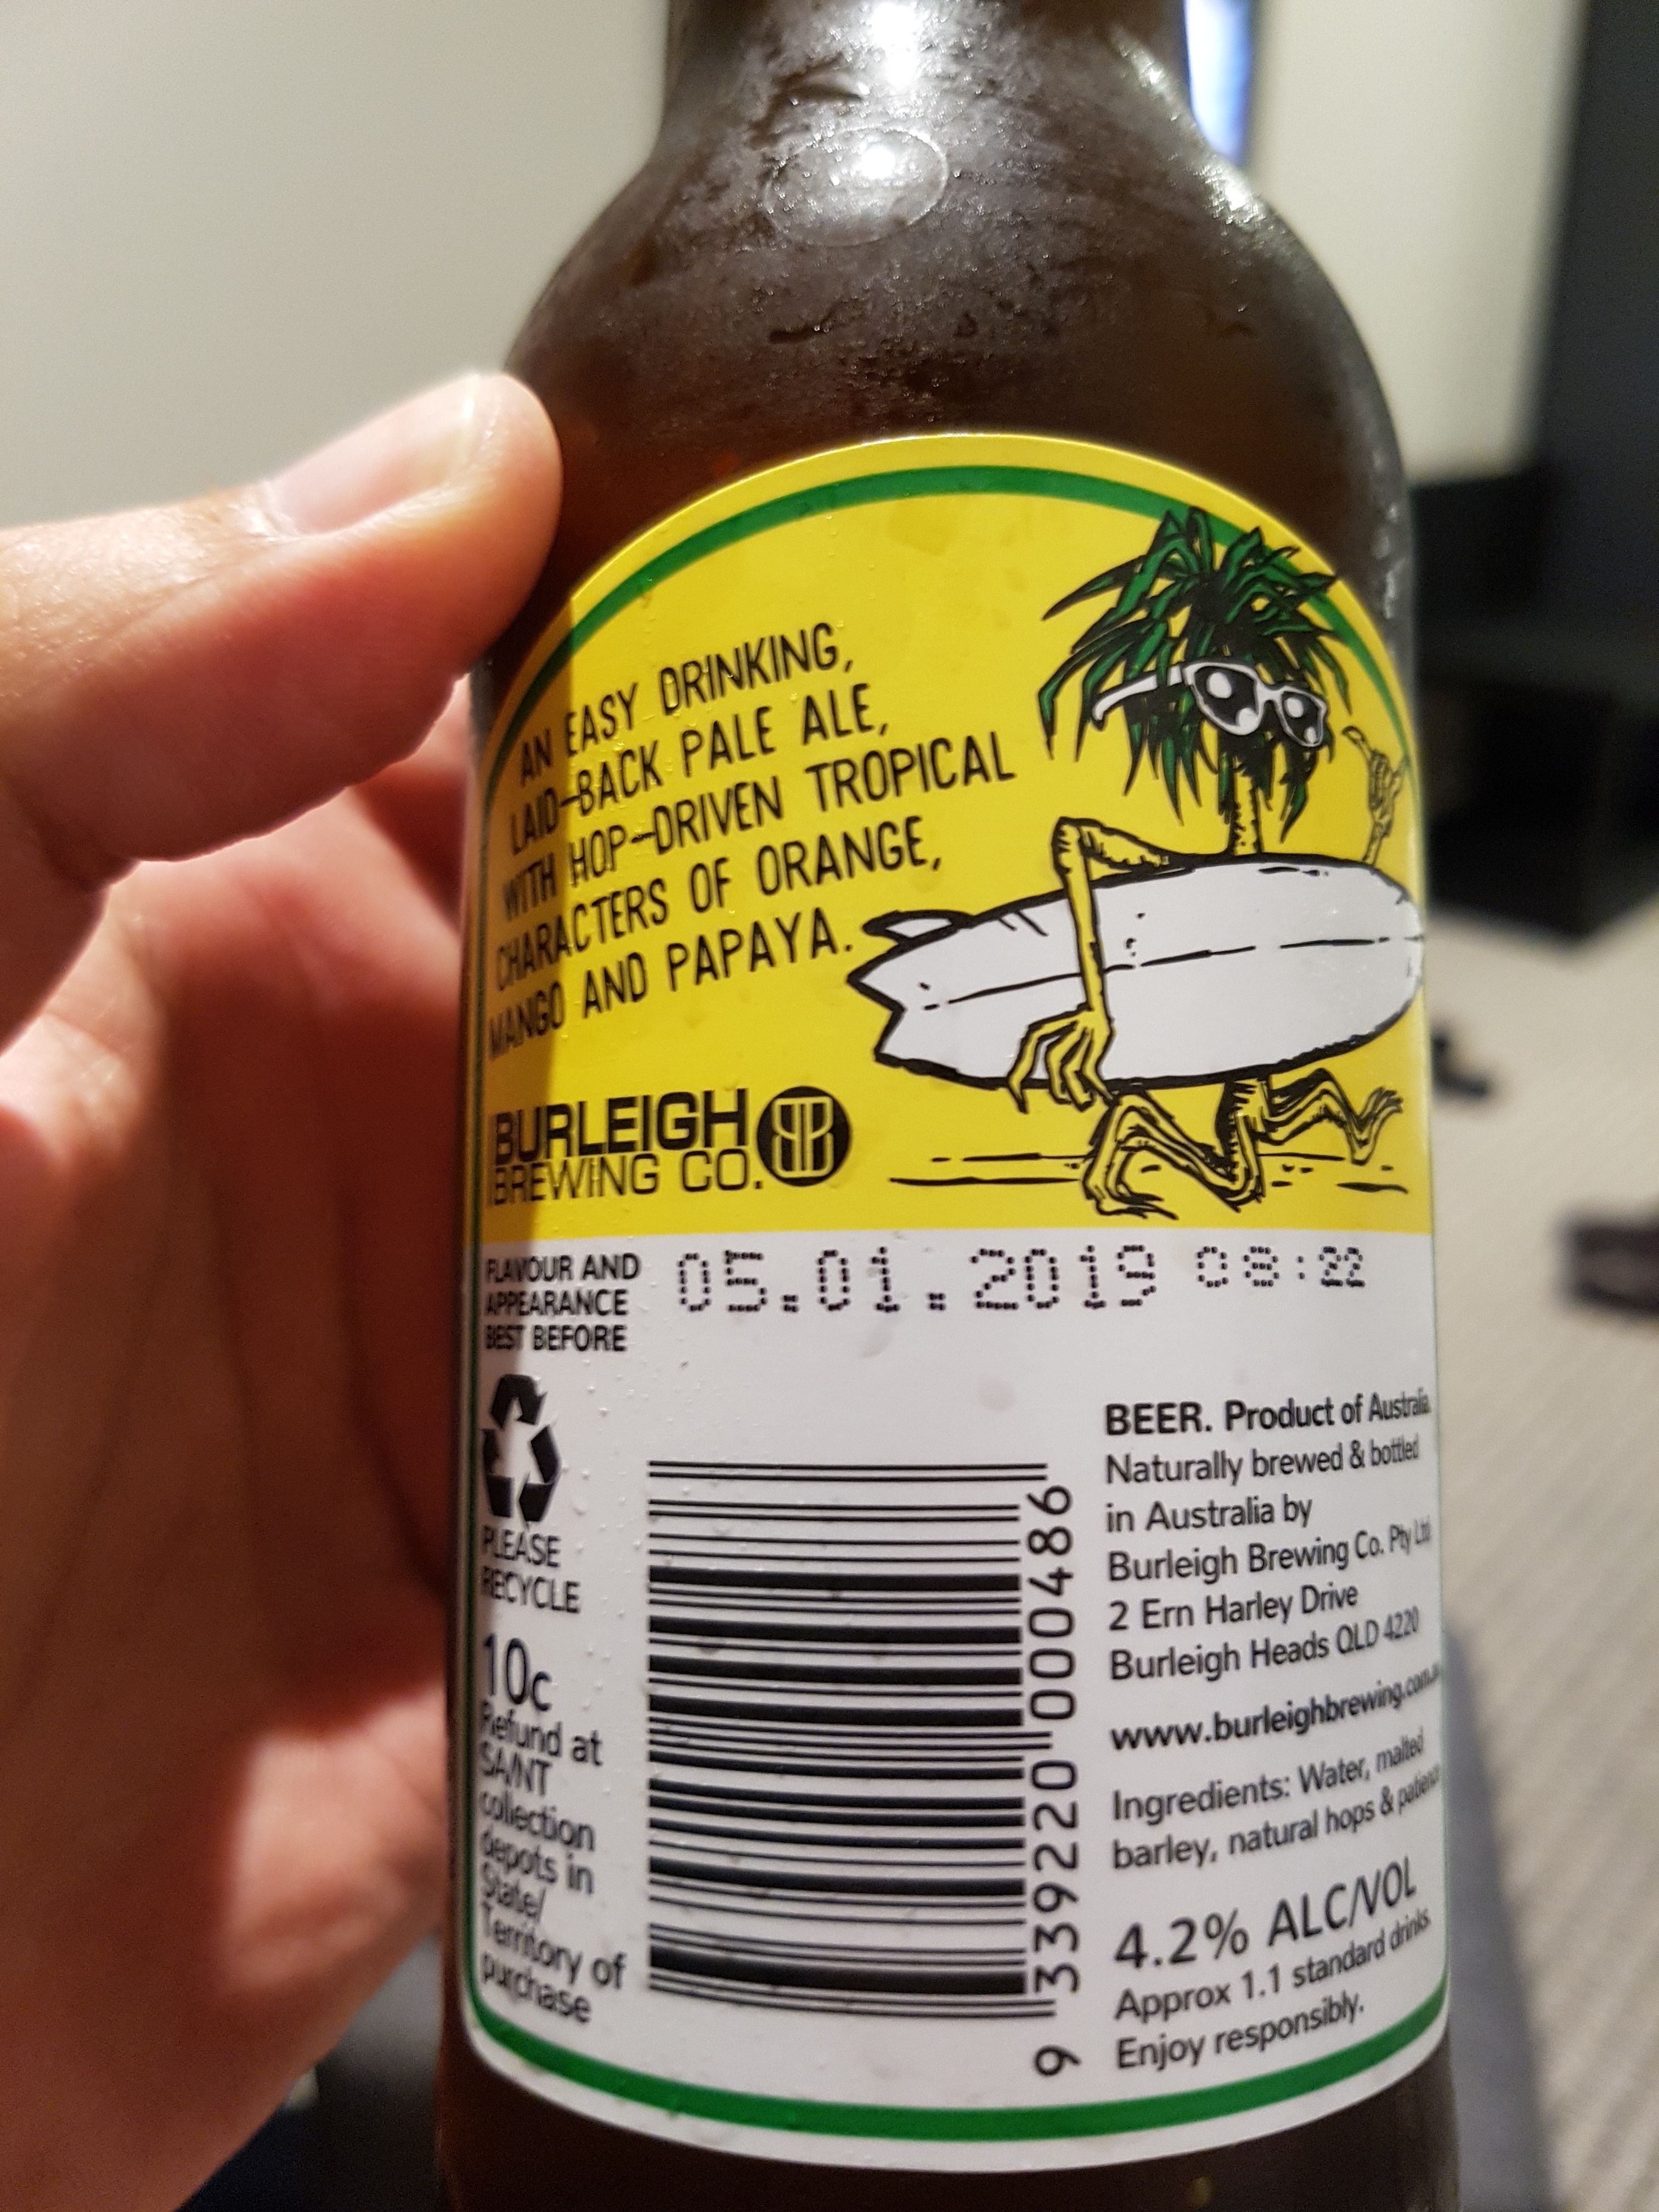 AN EASY DRINKING,
LAID-BACK PALE ALE,
WITH HOP-DRIVEN TROPICAL
CHARACTERS OF ORANGE,
MANGO AND PAPAYA.
BURLEIGH
BREWING CO.
FLAVOUR AND
APPEARANCE
BEST BEFORE
05.01.2019 08:22
PLEASE
RECYCLE
10c
Refund at
SA/NT
collection
depots in
State/
Territory of
purchase
9 339220 000486
BEER. Product of Australia.
Naturally brewed & bottled
in Australia by
Burleigh Brewing Co. Pty Ltd
2 Ern Harley Drive
Burleigh Heads QLD 4220
www.burleighbrewing.com.au
Ingredients: Water, malted
barley, natural hops & patience
4.2% ALC/VOL
Approx 1.1 standard drinks.
Enjoy responsibly.